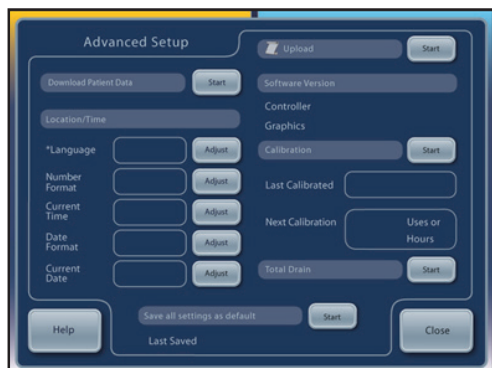 Advanced Setup
Download Patient Data
Start
Location/Time
*Language
Adjust
Number
Format
Adjust
Current
Time
Adjust
Date
Format
Adjust
Current
Date
Adjust
Upload
Start
Software Version
Controller
Graphics
Calibration
Start
Last Calibrated
Next Calibration
Uses or
Hours
Total Drain
Start
Help
Save all settings as default
Start
Last Saved
Close